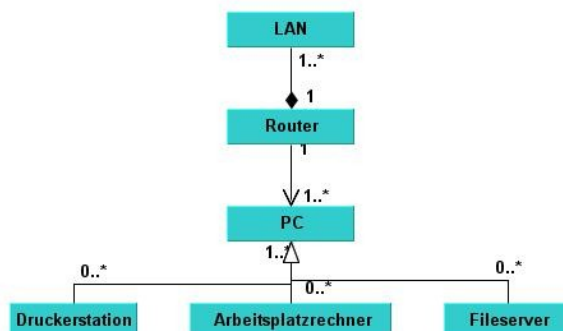 LAN
1..*
1
Router
1
1..*
PC
1..*
0..*
0..*
0..*
Druckerstation
Arbeitsplatzrechner
Fileserver